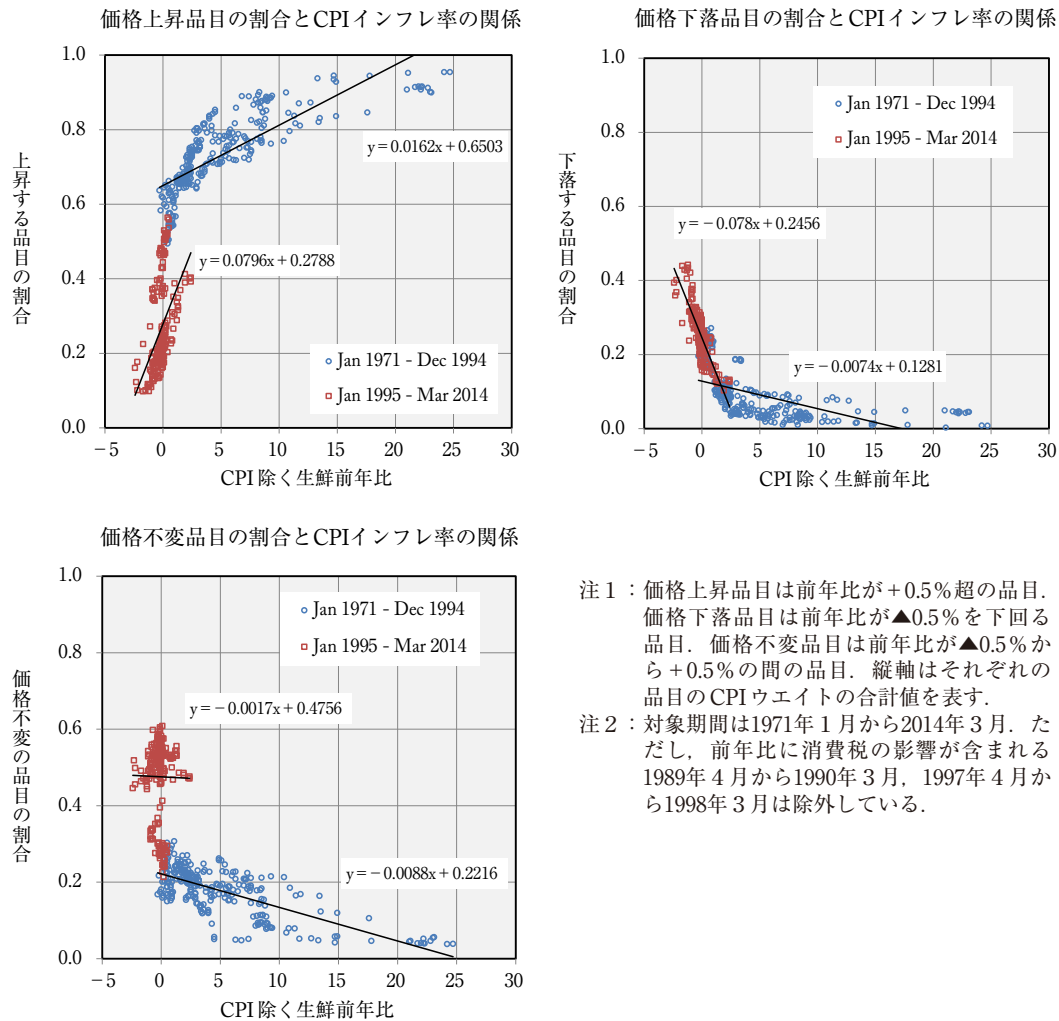 価格上昇品目の割合とCPIインフレ率の関係
上昇する品目の割合
1.0
0.8
0.6
0.4
0.2
0.0
y=0.0162x+0.6503
y=0.0796x+0.2788
Jan 1971 - Dec 1994
Jan 1995 - Mar 2014
−5 0 5 10 15 20 25 30
CPI 除く生鮮前年比
価格下落品目の割合とCPIインフレ率の関係
下落する品目の割合
1.0
0.8
0.6
0.4
0.2
0.0
Jan 1971 - Dec 1994
Jan 1995 - Mar 2014
y=−0.078x+0.2456
y=−0.0074x+0.1281
−5 0 5 10 15 20 25 30
CPI 除く生鮮前年比
価格不変品目の割合とCPIインフレ率の関係
価格不変の品目の割合
1.0
0.8
0.6
0.4
0.2
0.0
Jan 1971 - Dec 1994
Jan 1995 - Mar 2014
y=−0.0017x+0.4756
y=−0.0088x+0.2216
−5 0 5 10 15 20 25 30
CPI 除く生鮮前年比
注1：価格上昇品目は前年比が＋0.5％超の品目．
価格下落品目は前年比が▲0.5％を下回る
品目．価格不変品目は前年比が▲0.5％か
ら＋0.5％の間の品目．縦軸はそれぞれの
品目のCPIウエイトの合計値を表す．
注2：対象期間は1971年1月から2014年3月．た
だし，前年比に消費税の影響が含まれる
1989年4月から1990年3月，1997年4月か
ら1998年3月は除外している．